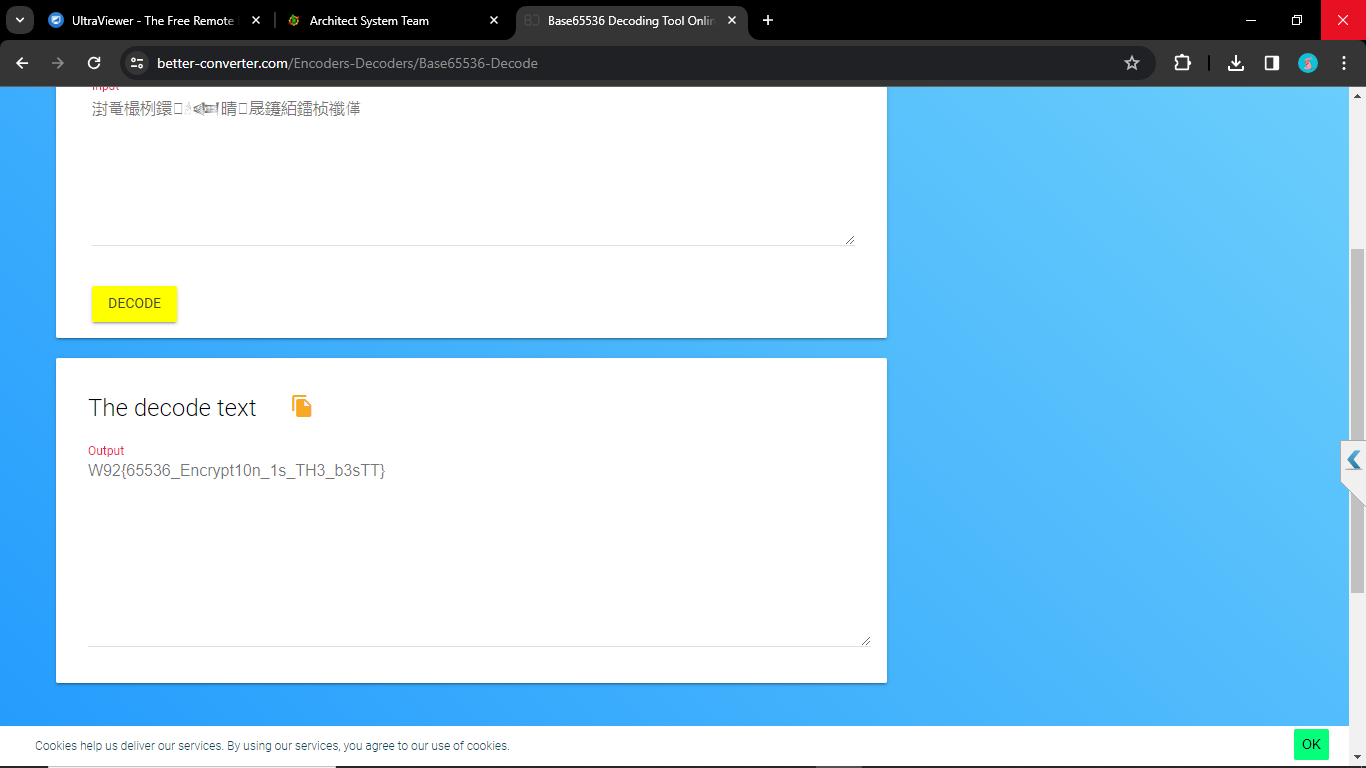 UltraViewer - The Free Remote
Architect System Team
Base65536 Decoding Tool Onlin
better-converter.com/Encoders-Decoders/Base65536-Decode
Input
DECODE
The decode text
Output
W92{65536_Encrypt10n_1s_TH3_b3sTT}
Cookies help us deliver our services. By using our services, you agree to our use of cookies.
OK